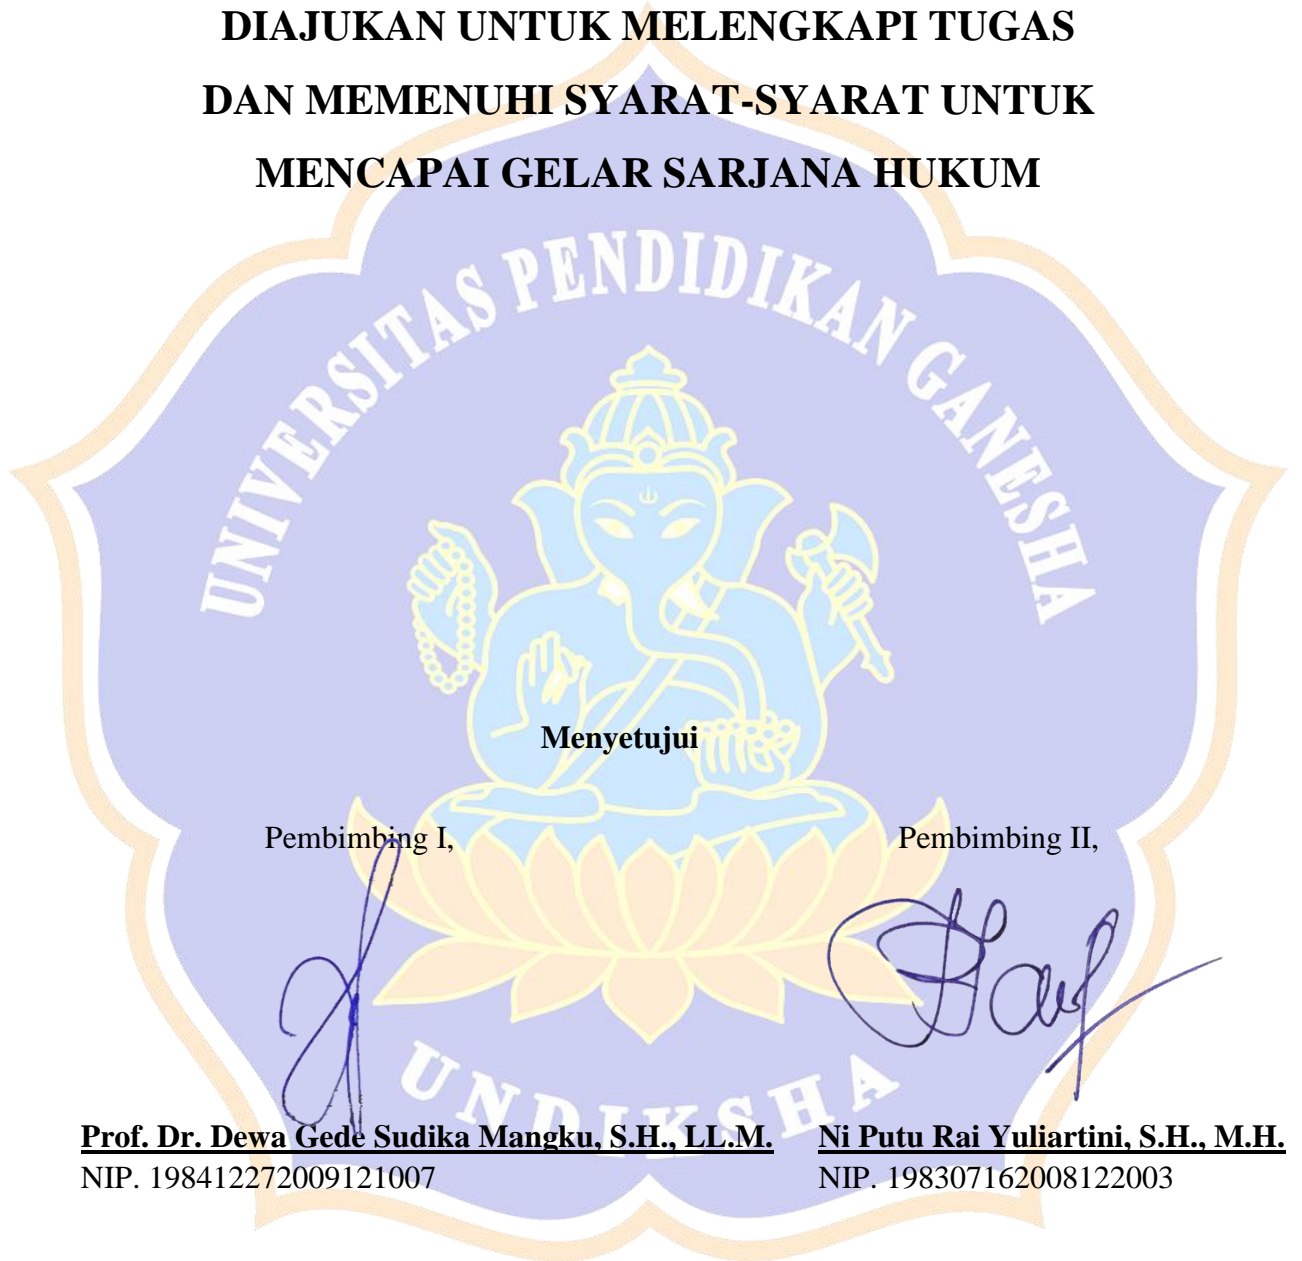 DIAJUKAN UNTUK MELENGKAPI TUGAS
DAN MEMENUHI SYARAT-SYARAT UNTUK
MENCAPAI GELAR SARJANA HUKUM
UNIVERSITAS PENDIDIKAN GANESHA
Menyetujui
Pembimbing I, Pembimbing II,
UNDIKSHA
Prof. Dr. Dewa Gede Sudika Mangku, S.H., LL.M. Ni Putu Rai Yuliartini, S.H., M.H.
NIP. 198412272009121007 NIP. 198307162008122003